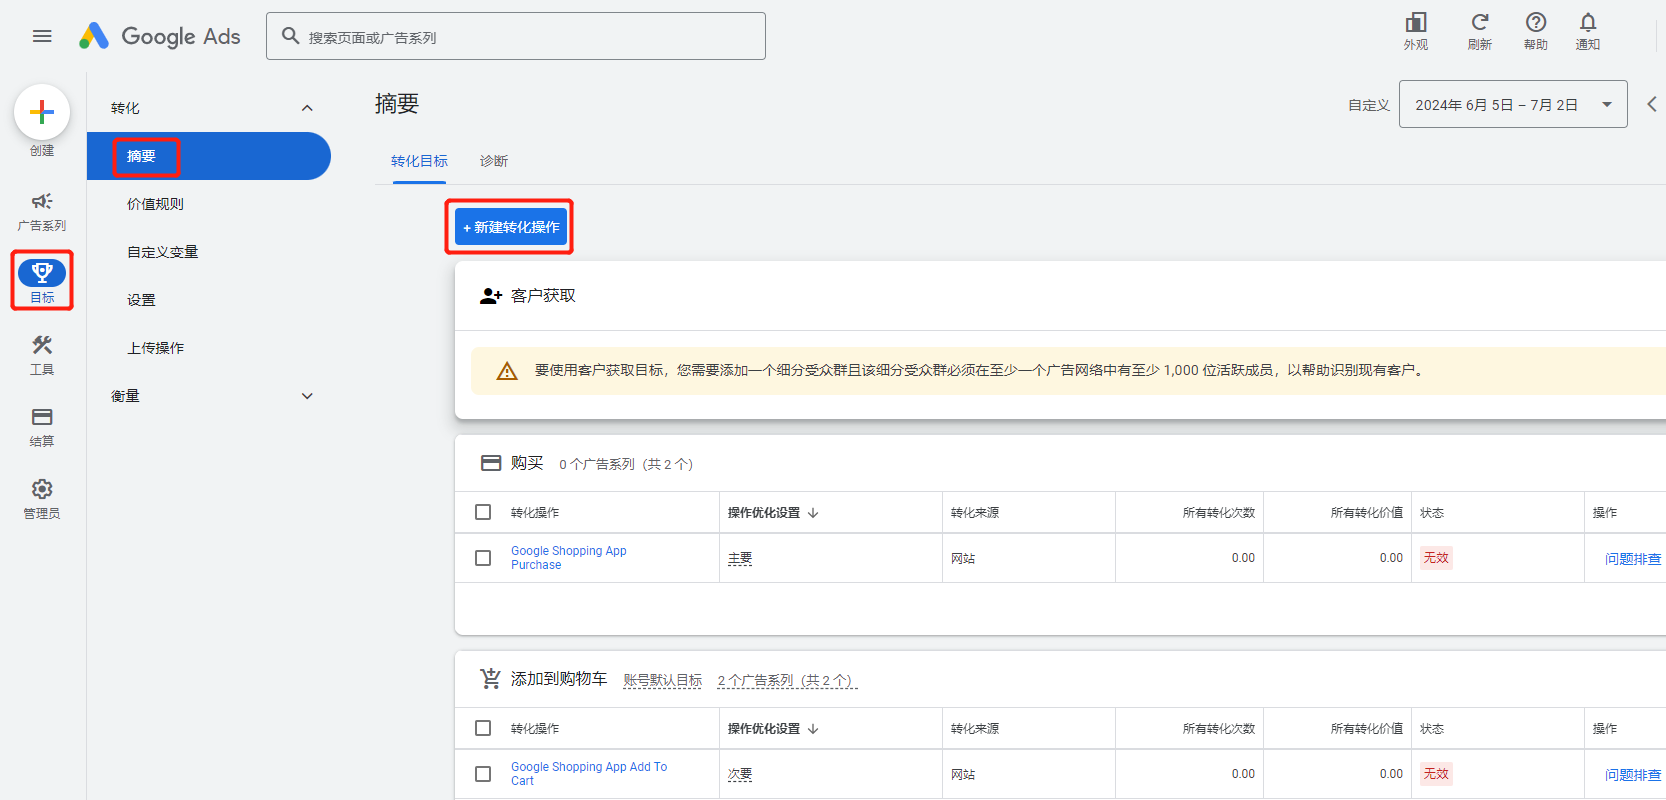 Google Ads
搜索页面或广告系列
外观
刷新
帮助
通知
创建
广告系列
目标
工具
结算
管理员
转化
摘要
价值规则
自定义变量
设置
上传操作
衡量
摘要
自定义
2024年 6月 5日 – 7月 2日
转化目标
诊断
+ 新建转化操作
客户获取
要使用客户获取目标，您需要添加一个细分受众群且该细分受众群必须在至少一个广告网络中有至少 1,000 位活跃成员，以帮助识别现有客户。
购买 0 个广告系列（共 2 个）
转化操作 操作优化设置 转化来源 所有转化次数 所有转化价值 状态 操作
Google Shopping App
Purchase
主要 网站 0.00 0.00 无效 问题排查
添加到购物车 账号默认目标 2 个广告系列（共 2 个）
转化操作 操作优化设置 转化来源 所有转化次数 所有转化价值 状态 操作
Google Shopping App Add To
Cart
次要 网站 0.00 0.00 无效 问题排查